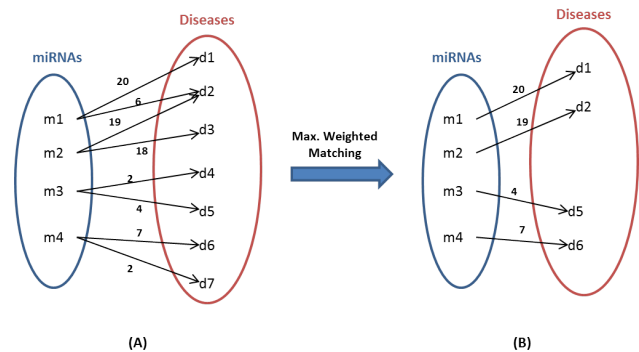 Diseases
miRNAs
d1
20
d2
6
m1
19
d3
m2
18
d4
2
m3
4
d5
7
m4
d6
2
d7
(A)
Max. Weighted
Matching
Diseases
miRNAs
d1
20
d2
m1
19
m2
m3
4
d5
m4
7
d6
(B)